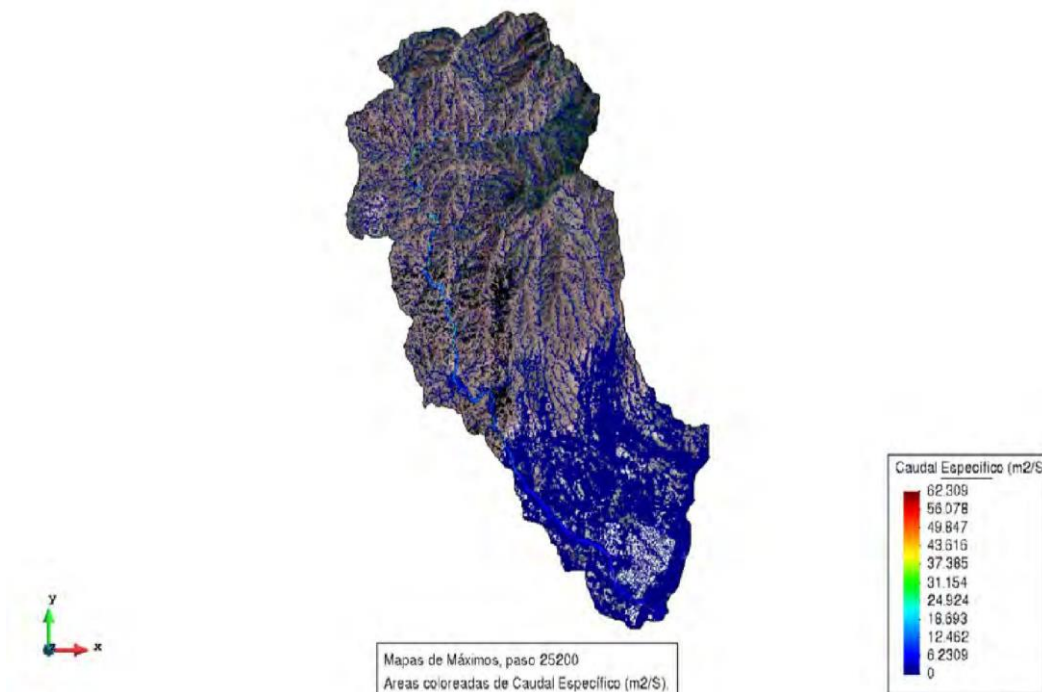 y
x
Mapas de Máximos, paso 25200
Areas coloreadas de Caudal Específico (m2/S).
Caudal Específico (m2/S
62.309
56.078
49.847
43.616
37.385
31.154
24.924
18.693
12.462
6.2309
0